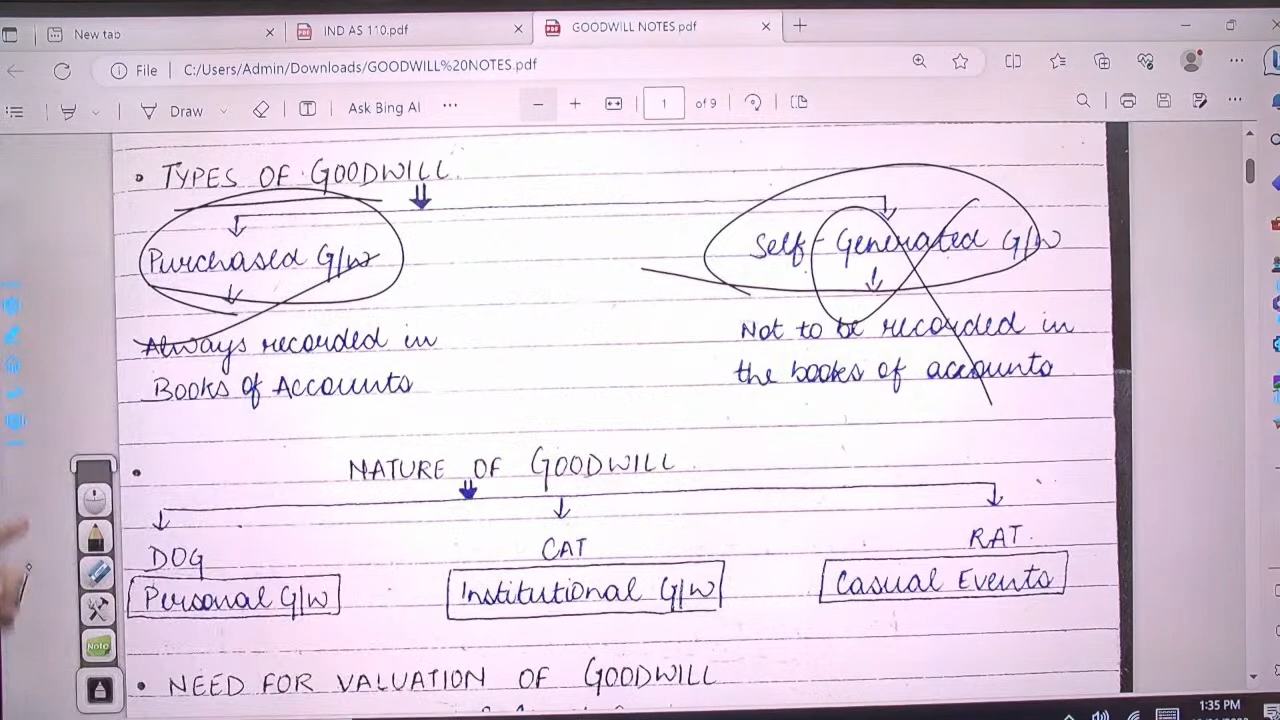 New tab
IND AS 110.pdf
GOODWILL NOTES.pdf
File
C:/Users/Admin/Downloads/GOODWILL%20NOTES.pdf
Draw
Ask Bing AI
1 of 9
• TYPES OF GOODWILL
Purchased G/W
Self-Generated G/W
Always recorded in
Books of Accounts
Not to be recorded in
the books of accounts
• NATURE OF GOODWILL
DOG
CAT
RAT
Personal G/W
Institutional G/W
Casual Events
Note
• NEED FOR VALUATION OF GOODWILL
1:35 PM